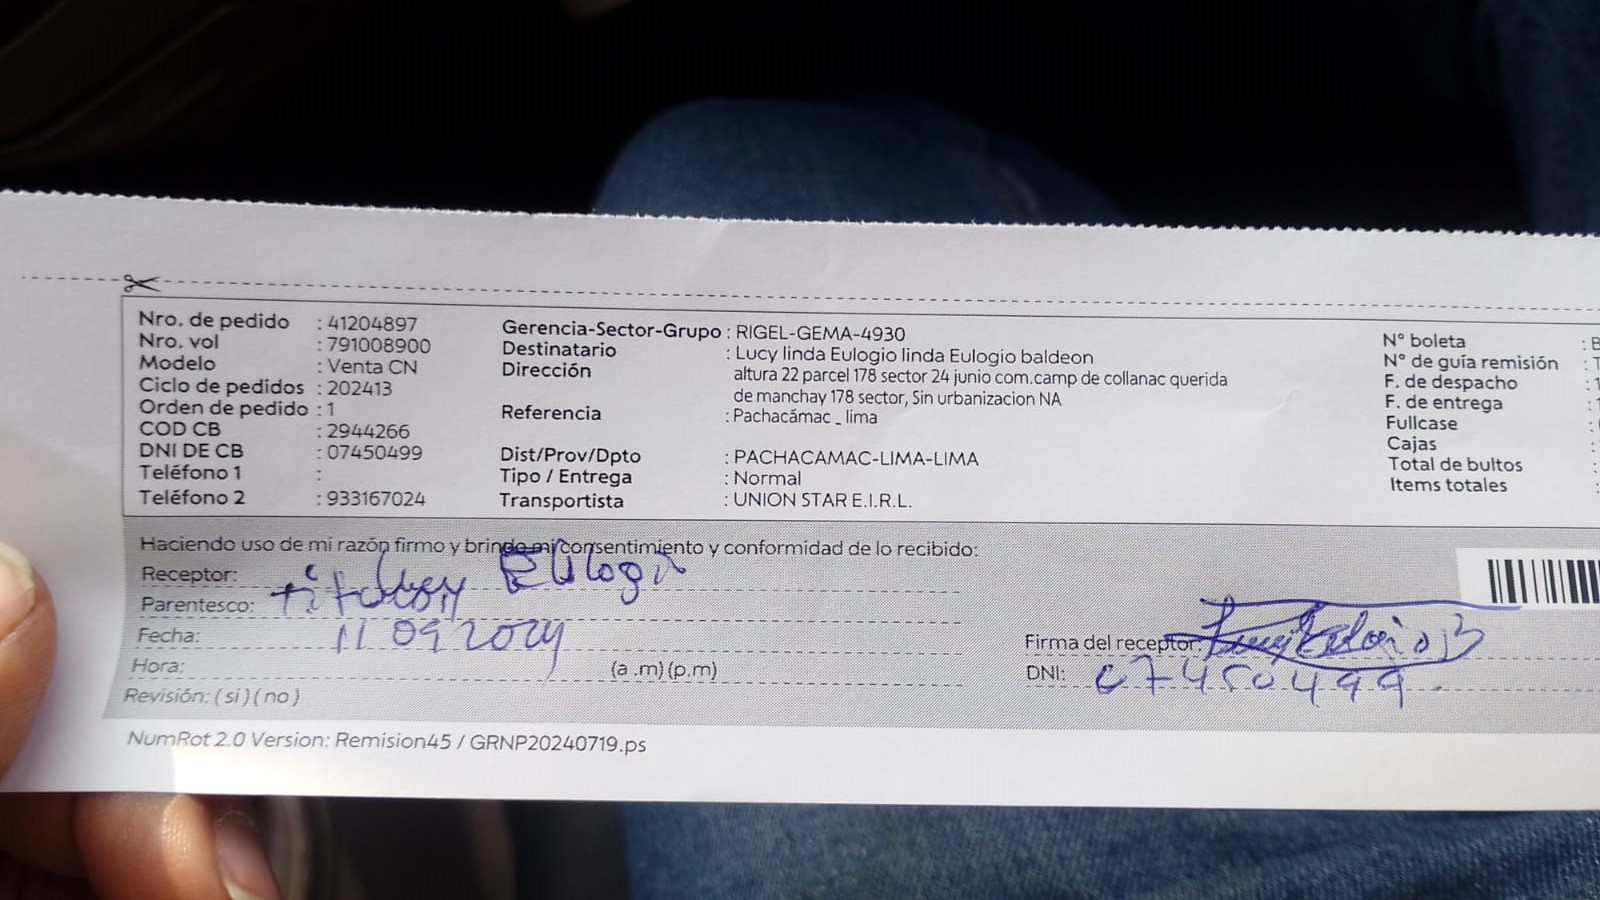 Nro. de pedido : 41204897
Nro. vol : 791008900
Modelo : Venta CN
Ciclo de pedidos : 202413
Orden de pedido : 1
COD CB : 2944266
DNI DE CB : 07450499
Teléfono 1 :
Teléfono 2 : 933167024
Gerencia-Sector-Grupo : RIGEL-GEMA-4930
Destinatario : Lucy linda Eulogio linda Eulogio baldeon
Dirección : altura 22 parcel 178 sector 24 junio com.camp de collanac querida
de manchay 178 sector, Sin urbanizacion NA
Referencia : Pachacámac _ lima
Dist/Prov/Dpto : PACHACAMAC-LIMA-LIMA
Tipo / Entrega : Normal
Transportista : UNION STAR E.I.R.L.
N° boleta : B
N° de guía remisión : T
F. de despacho : 1
F. de entrega : 1
Fullcase :
Cajas :
Total de bultos :
Items totales :
Haciendo uso de mi razón firmo y brindo mi consentimiento y conformidad de lo recibido:
Receptor: Eulogio
Parentesco: titular
Fecha: 11 09 2024
Hora: (a .m) (p.m)
Revisión: ( si ) ( no )
Firma del receptor: Eulogio B
DNI: 07450499
NumRot 2.0 Version: Remision45 / GRNP20240719.ps